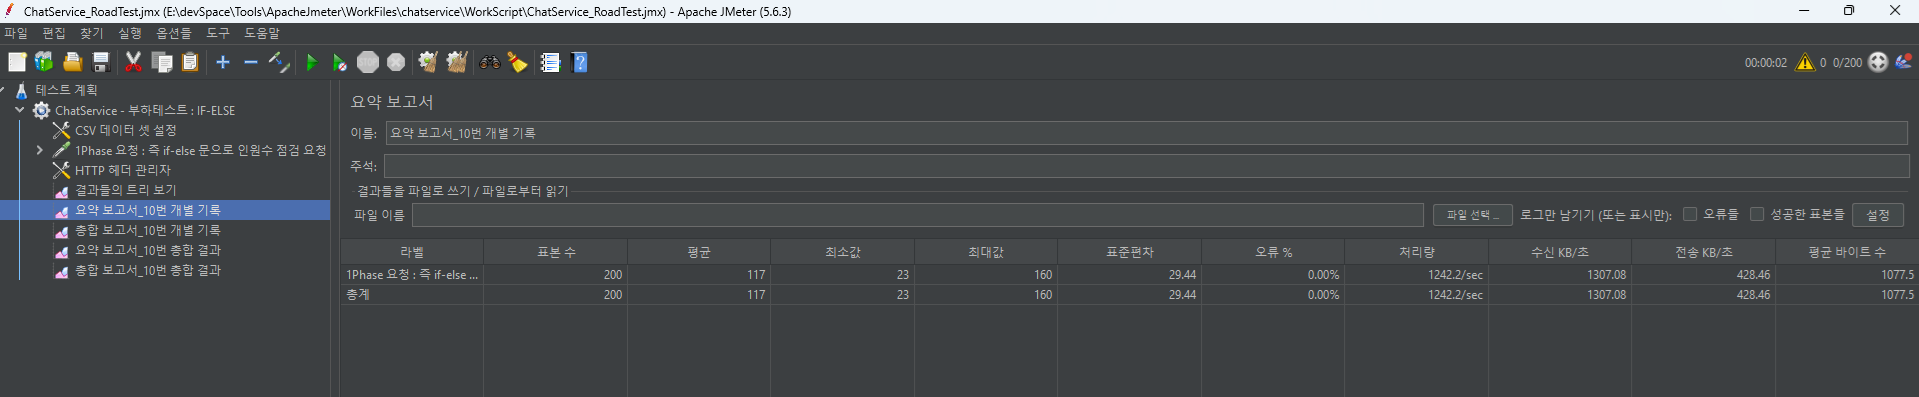 ChatService_RoadTest.jmx (E:\devSpace\Tools\ApacheJmeter\WorkFiles\chatservice\WorkScript\ChatService_RoadTest.jmx) - Apache JMeter (5.6.3)
파일 편집 찾기 실행 옵션들 도구 도움말
STOP
00:00:02 0 0/200
테스트 계획
ChatService - 부하테스트 : IF-ELSE
CSV 데이터 셋 설정
1Phase 요청 : 즉 if-else 문으로 인원수 점검 요청
HTTP 헤더 관리자
결과들의 트리 보기
요약 보고서_10번 개별 기록
총합 보고서_10번 개별 기록
요약 보고서_10번 총합 결과
총합 보고서_10번 총합 결과
요약 보고서
이름: 요약 보고서_10번 개별 기록
주석:
결과들을 파일로 쓰기 / 파일로부터 읽기
파일 이름 파일 선택... 로그만 남기기 (또는 표시만): 오류들 성공한 표본들 설정
라벨 표본 수 평균 최소값 최대값 표준편차 오류 % 처리량 수신 KB/초 전송 KB/초 평균 바이트 수
1Phase 요청 : 즉 if-else ... 200 117 23 160 29.44 0.00% 1242.2/sec 1307.08 428.46 1077.5
총계 200 117 23 160 29.44 0.00% 1242.2/sec 1307.08 428.46 1077.5